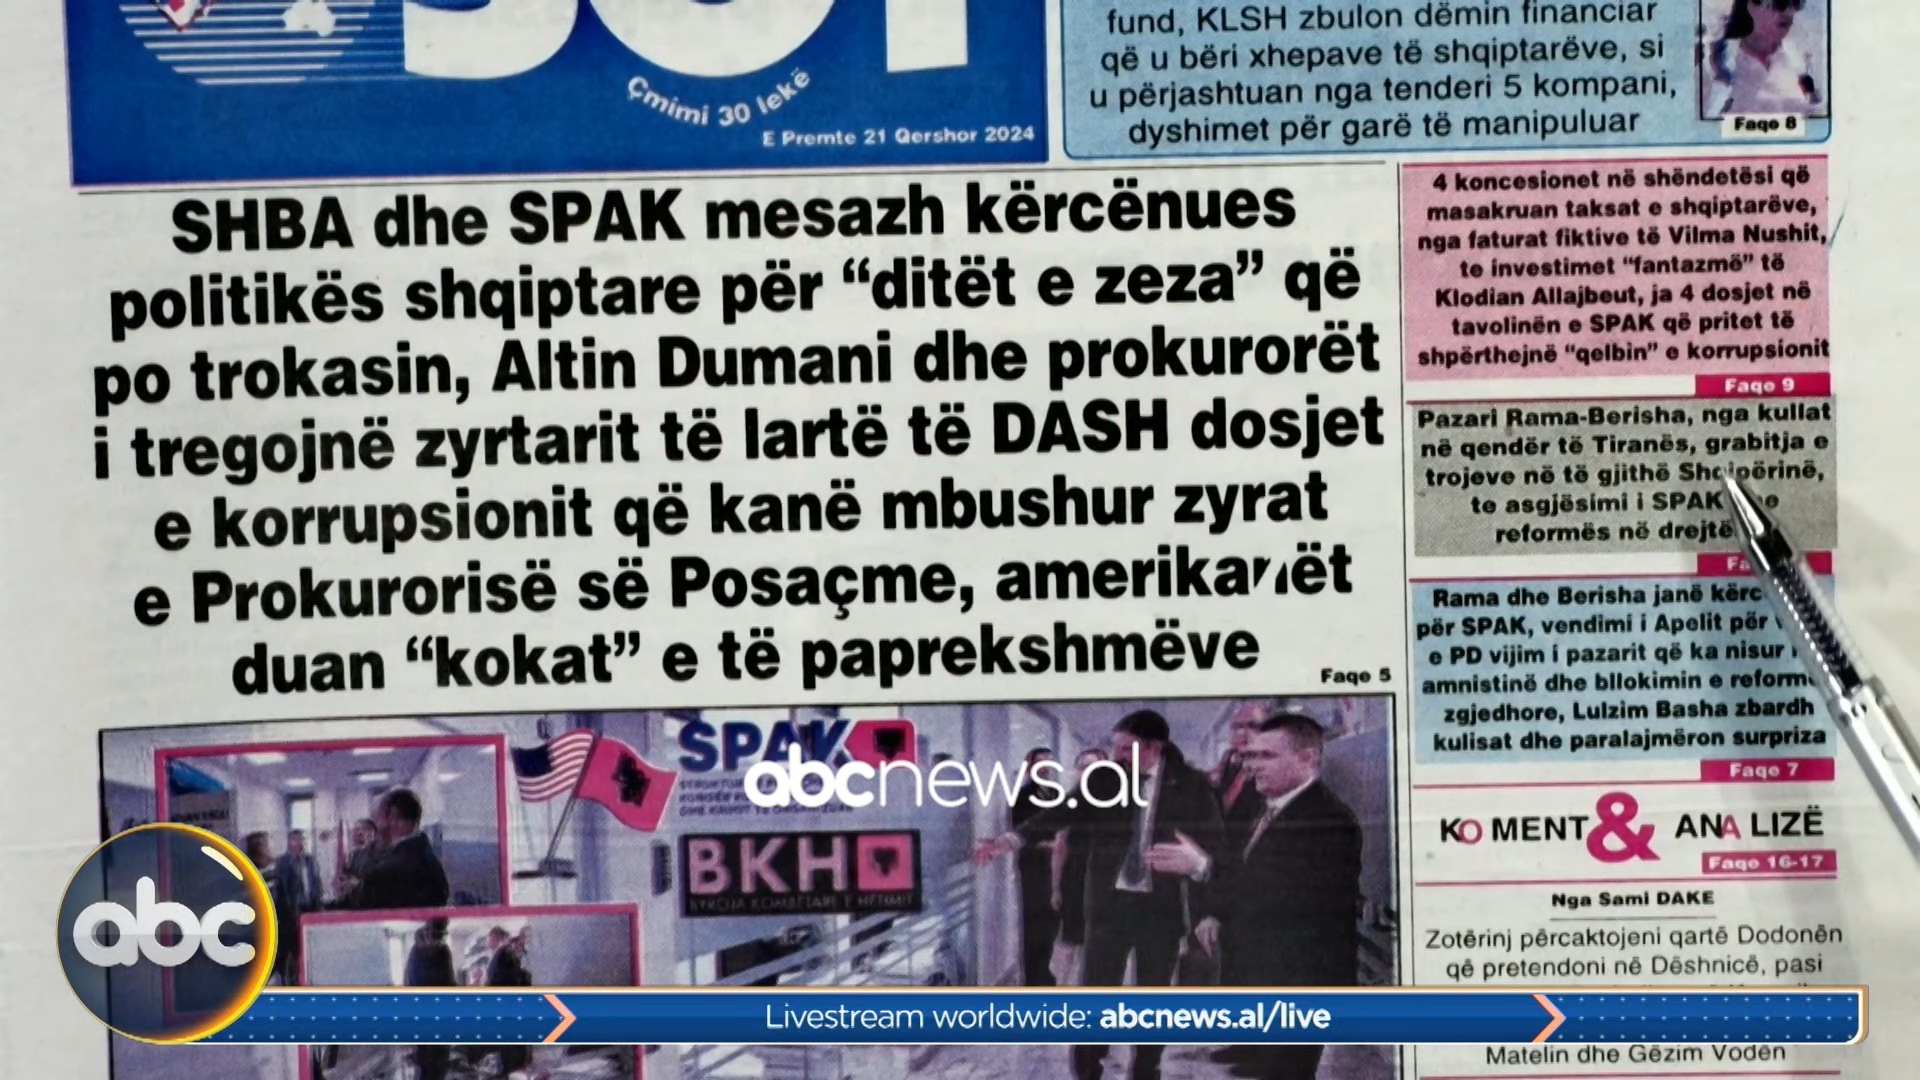 SOT
Çmimi 30 lekë
E Premte 21 Qershor 2024
fund, KLSH zbulon dëmin financiar
që u bëri xhepave të shqiptarëve, si
u përjashtuan nga tenderi 5 kompani,
dyshimet për garë të manipuluar
Faqe 8
SHBA dhe SPAK mesazh kërcënues
politikës shqiptare për “ditët e zeza” që
po trokasin, Altin Dumani dhe prokurorët
i tregojnë zyrtarit të lartë të DASH dosjet
e korrupsionit që kanë mbushur zyrat
e Prokurorisë së Posaçme, amerikanët
duan “kokat” e të paprekshmëve
Faqe 5
4 koncesionet në shëndetësi që
masakruan taksat e shqiptarëve,
nga faturat fiktive të Vilma Nushit,
te investimet “fantazmë” të
Klodian Allajbeut, ja 4 dosjet në
tavolinën e SPAK që pritet të
shpërthejnë “qelbin” e korrupsionit
Faqe 9
Pazari Rama-Berisha, nga kullat
në qendër të Tiranës, grabitja e
trojeve në të gjithë Shqipërinë,
te asgjësimi i SPAK
reformës në
Rama dhe Berisha janë
për SPAK, vendimi i Apelit për
e PD vijim i pazarit që ka nisur
amnistinë dhe bllokimin e
zgjedhore, Lulzim Basha zbardh
kulisat dhe paralajmëron surpriza
Faqe 7
KOMENT & ANALIZË
Faqe 16-17
Nga Sami DAKE
Zotërinj përcaktojeni qartë Dodonën
që pretendoni në Dëshnicë, pasi
Matelin dhe Gëzim Voden
SPAK
BKH
BYROJA KOMBËTARE E HETIMIT
abcnews.al
abc
Livestream worldwide: abcnews.al/live